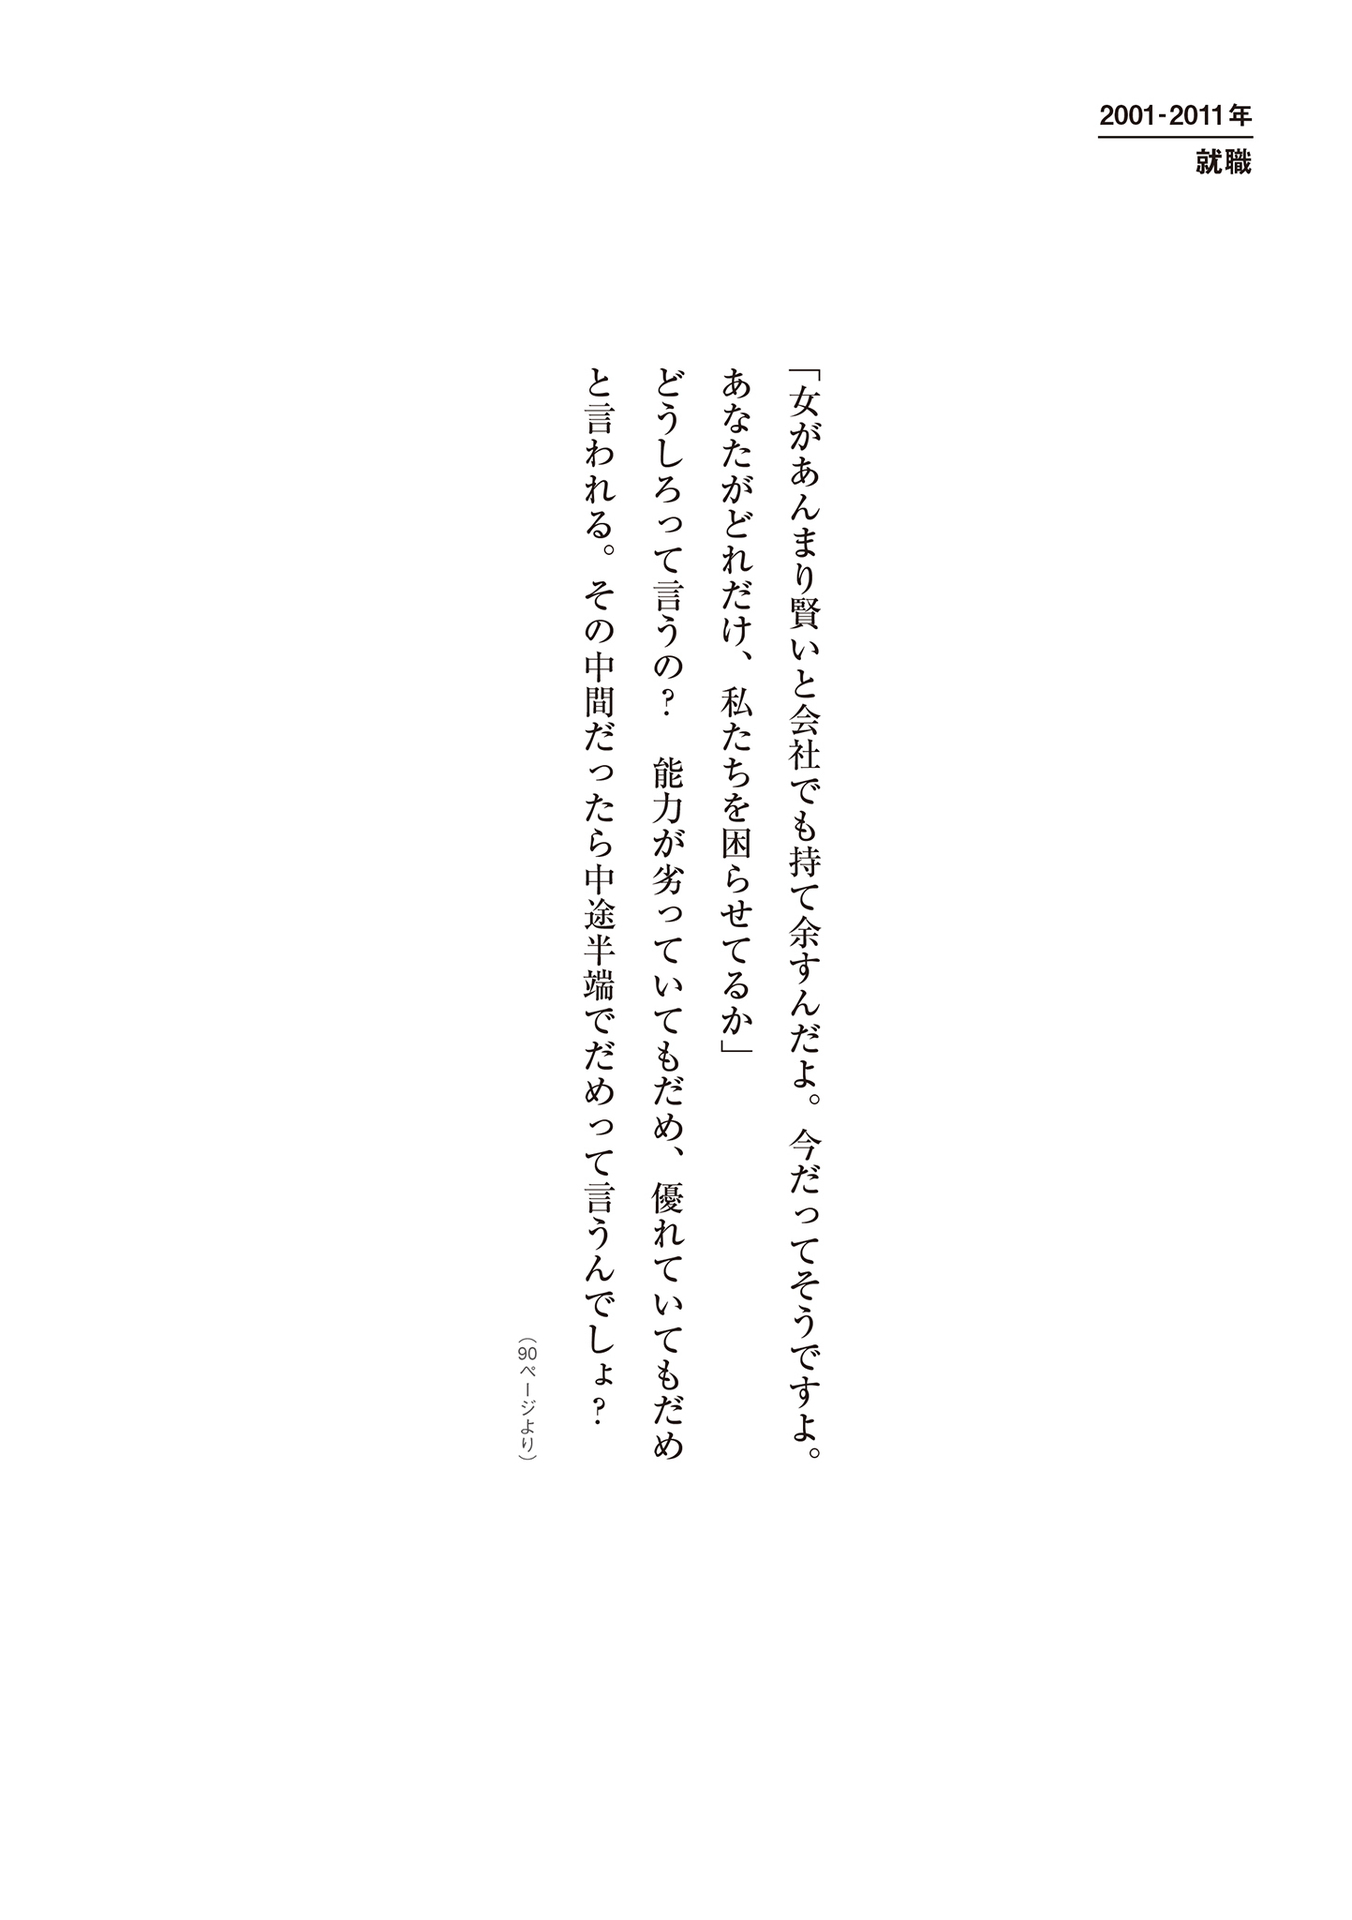 2001-2011年
就職
「女があんまり賢いと会社でも持て余すんだよ。今だってそうですよ。
あなたがどれだけ、私たちを困らせてるか」
どうしろって言うの？　能力が劣っていてもだめ、優れていてもだめ
と言われる。その中間だったら中途半端でだめって言うんでしょ？
（90ページより）